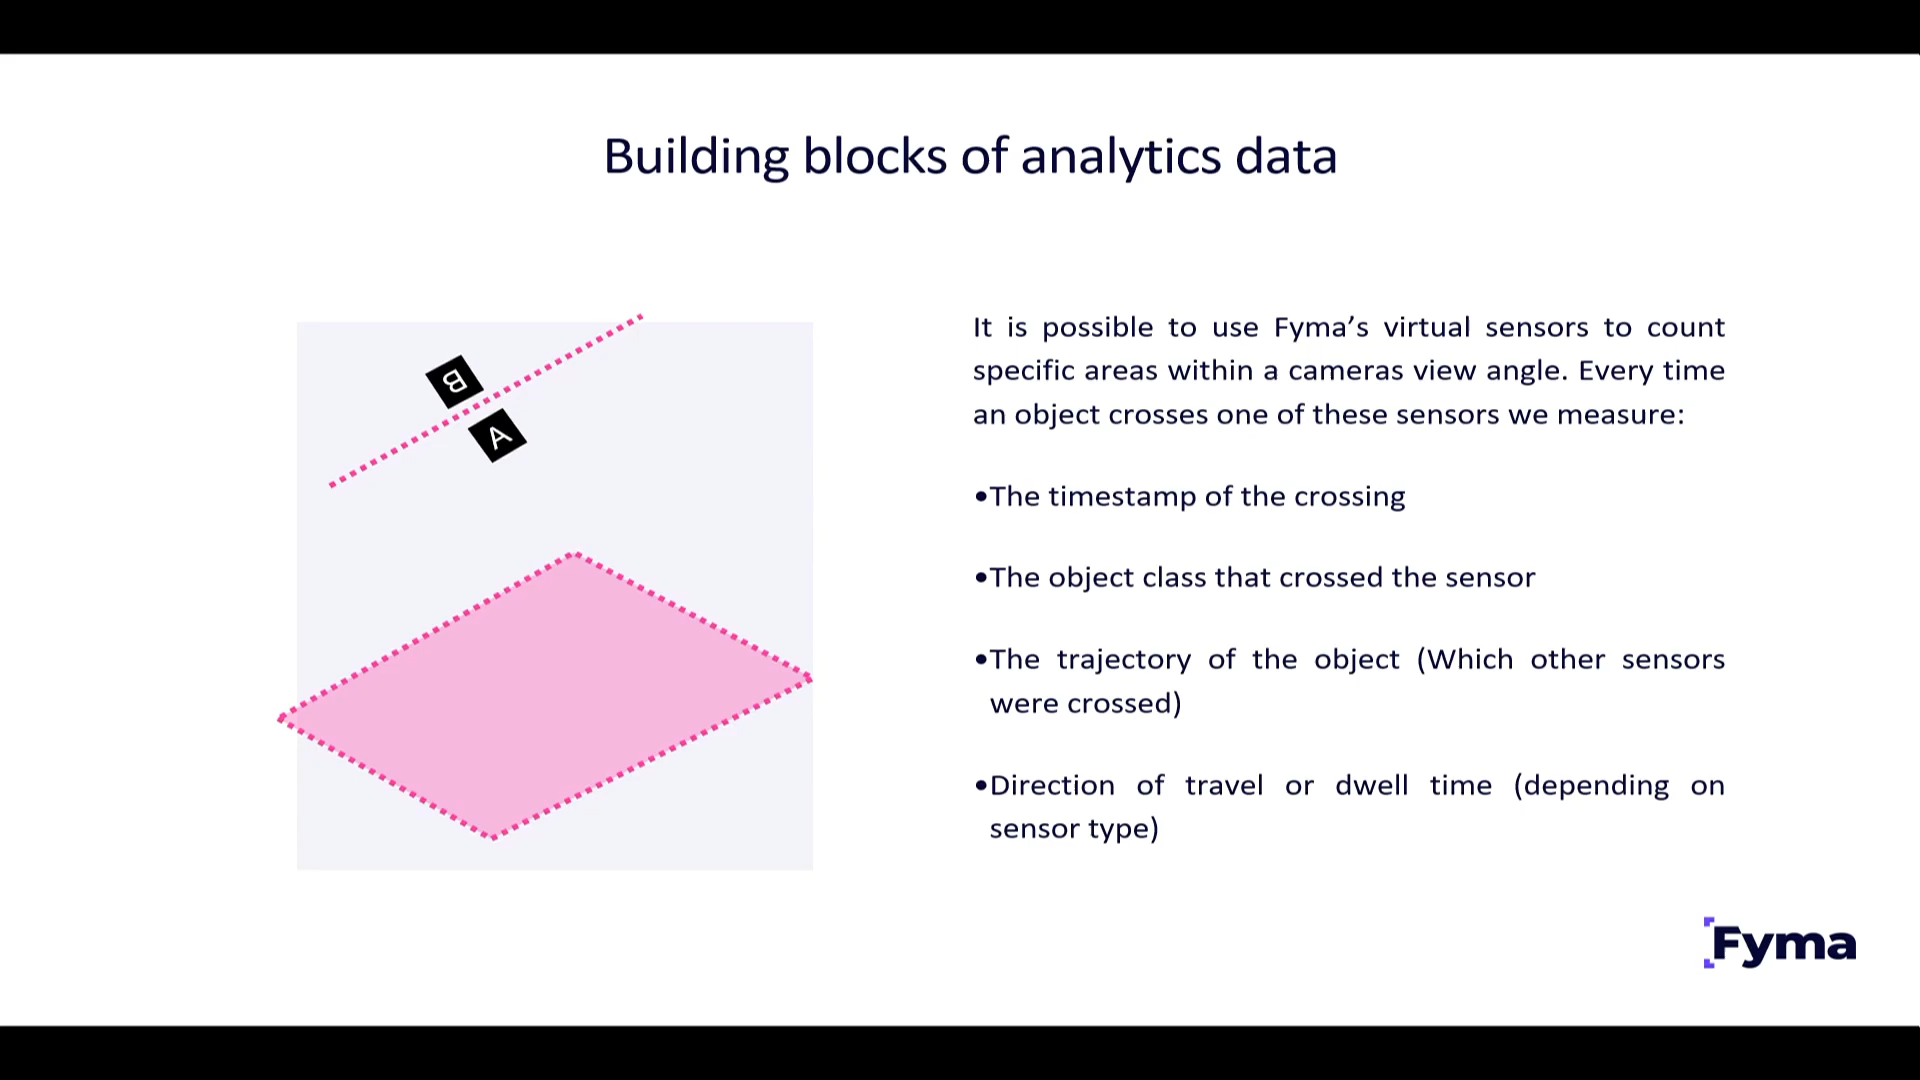 Building blocks of analytics data
B
A
It is possible to use Fyma’s virtual sensors to count
specific areas within a cameras view angle. Every time
an object crosses one of these sensors we measure:
•The timestamp of the crossing
•The object class that crossed the sensor
•The trajectory of the object (Which other sensors
were crossed)
•Direction of travel or dwell time (depending on
sensor type)
Fyma